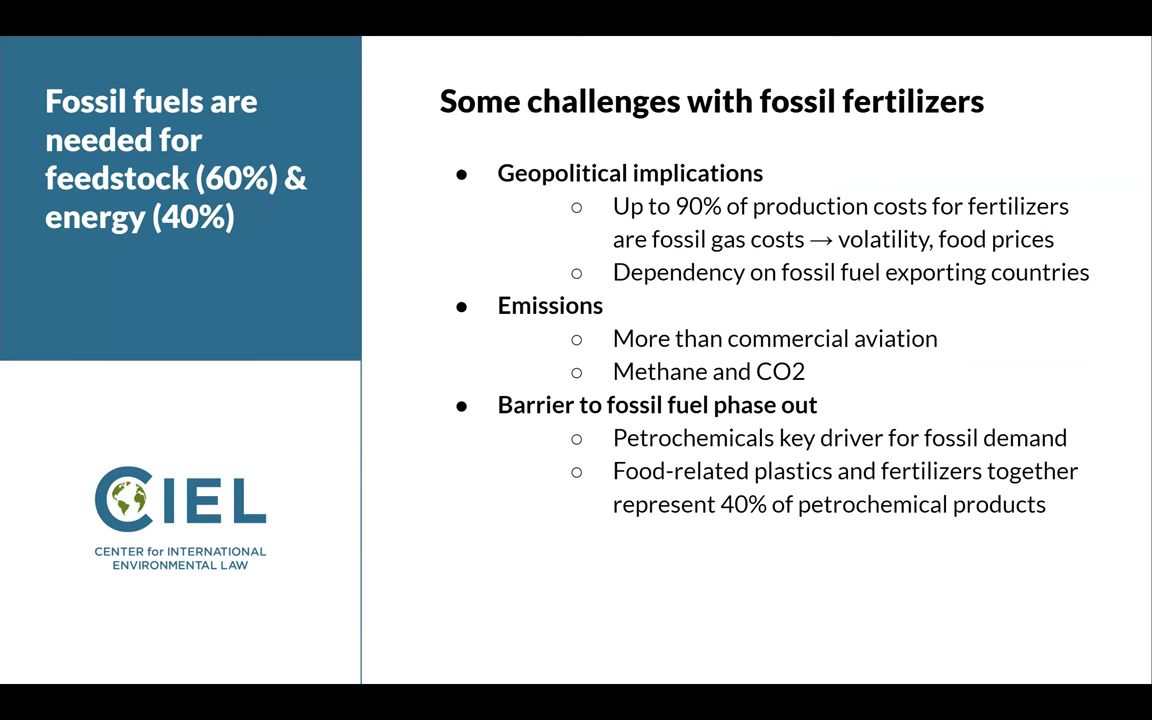 Fossil fuels are
needed for
feedstock (60%) &
energy (40%)
CIEL
CENTER for INTERNATIONAL
ENVIRONMENTAL LAW
Some challenges with fossil fertilizers
● Geopolitical implications
○ Up to 90% of production costs for fertilizers
are fossil gas costs → volatility, food prices
○ Dependency on fossil fuel exporting countries
● Emissions
○ More than commercial aviation
○ Methane and CO2
● Barrier to fossil fuel phase out
○ Petrochemicals key driver for fossil demand
○ Food-related plastics and fertilizers together
represent 40% of petrochemical products